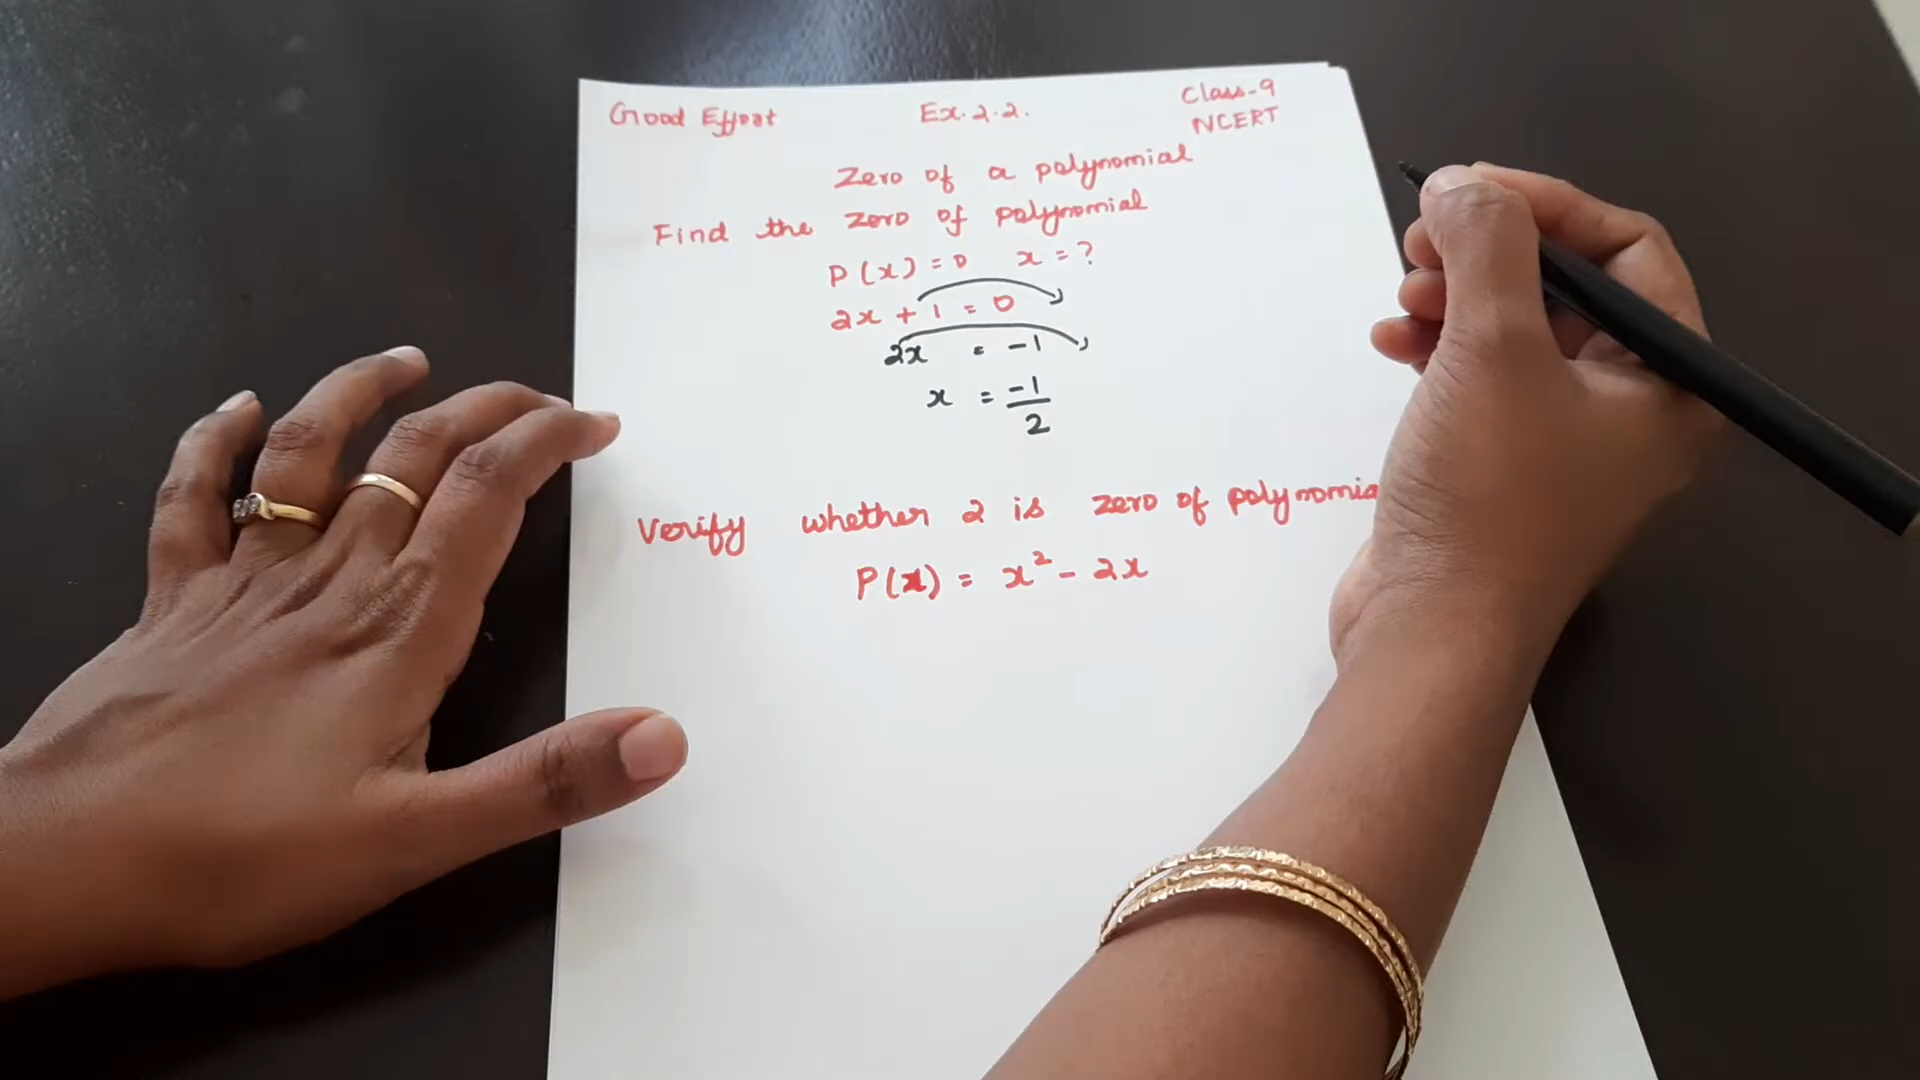 Good Effort Ex.2.2. Class-9
NCERT
Zero of a polynomial
Find the zero of polynomial
P(x) = 0 x = ?
2x + 1 = 0
2x = -1
x = -1/2
Verify whether 2 is zero of polynomia
P(x) = x² - 2x